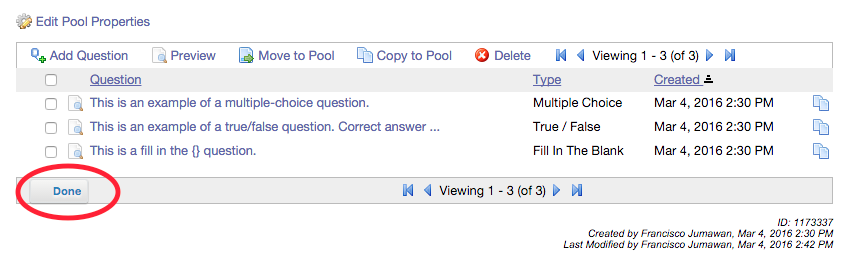 Edit Pool Properties
Add Question Preview Move to Pool Copy to Pool Delete Viewing 1 - 3 (of 3)
Question Type Created
This is an example of a multiple-choice question. Multiple Choice Mar 4, 2016 2:30 PM
This is an example of a true/false question. Correct answer ... True / False Mar 4, 2016 2:30 PM
This is a fill in the {} question. Fill In The Blank Mar 4, 2016 2:30 PM
Done Viewing 1 - 3 (of 3)
ID: 1173337
Created by Francisco Jumawan, Mar 4, 2016 2:30 PM
Last Modified by Francisco Jumawan, Mar 4, 2016 2:42 PM